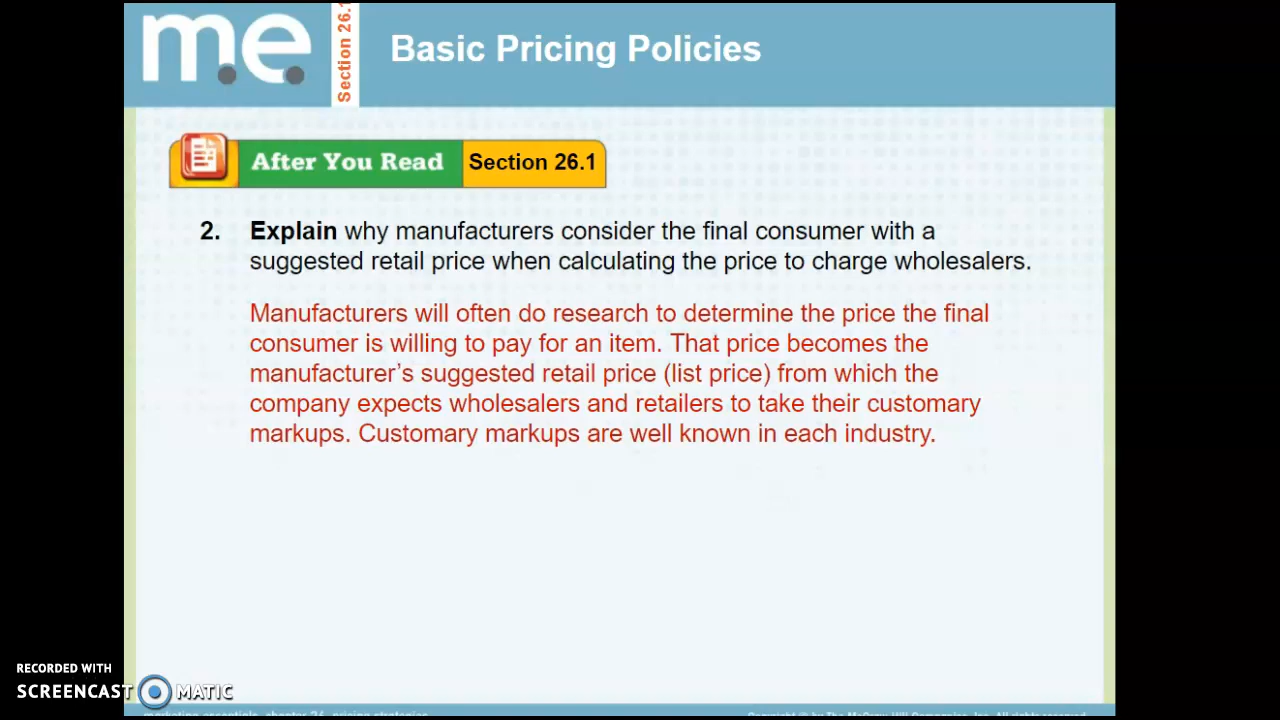 m.e.
Section 26.1
Basic Pricing Policies
After You Read Section 26.1
2. Explain why manufacturers consider the final consumer with a
suggested retail price when calculating the price to charge wholesalers.
Manufacturers will often do research to determine the price the final
consumer is willing to pay for an item. That price becomes the
manufacturer’s suggested retail price (list price) from which the
company expects wholesalers and retailers to take their customary
markups. Customary markups are well known in each industry.
RECORDED WITH
SCREENCAST MATIC